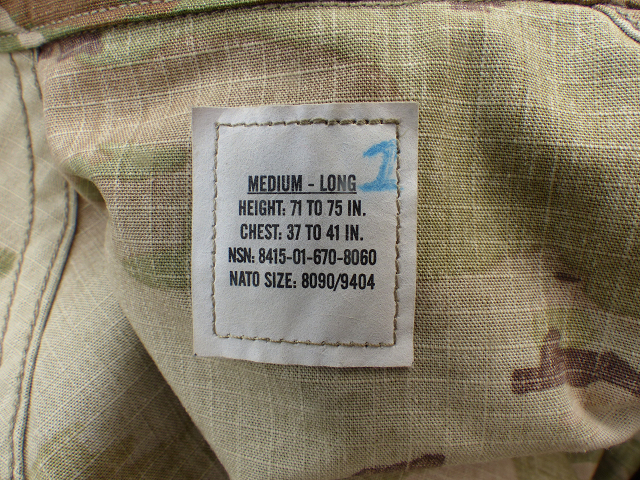 1
MEDIUM - LONG
HEIGHT: 71 TO 75 IN.
CHEST: 37 TO 41 IN.
NSN: 8415-01-670-8060
NATO SIZE: 8090/9404